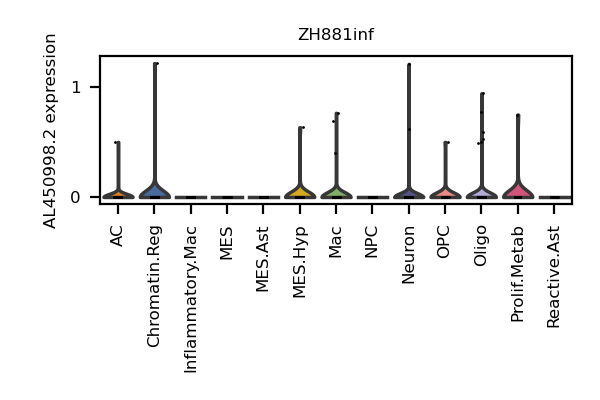 ZH881inf
AL450998.2 expression
1
0
AC
Chromatin.Reg
Inflammatory.Mac
MES
MES.Ast
MES.Hyp
Mac
NPC
Neuron
OPC
Oligo
Prolif.Metab
Reactive.Ast